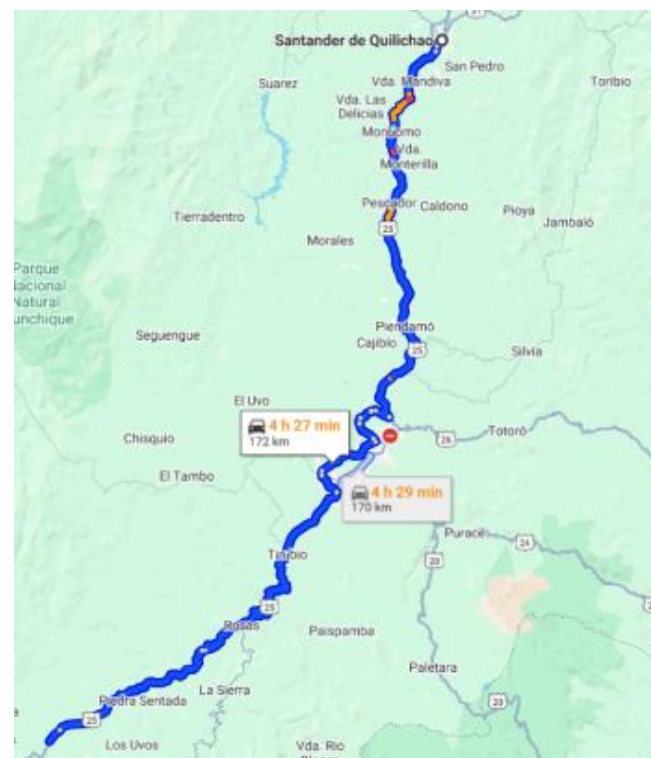 25
Santander de Quilichao
San Pedro
Suarez
Vda. Mandiva
Toribio
Vda. Las
Delicias
Mondomo
Vda.
Monterilla
Pescador
Caldono
Pioya
Jambaló
Tierradentro
25
Morales
Parque
Nacional
Natural
unchique
Piendamó
Cajibío
25
Silvia
Seguengue
El Uvo
4 h 27 min
172 km
Totoró
26
Chisquio
El Tambo
4 h 29 min
170 km
Puracé
24
20
Timbio
25
Rosas
Paispamba
Paletara
La Sierra
Piedra Sentada
20
25
Los Uvos
Vda. Rio